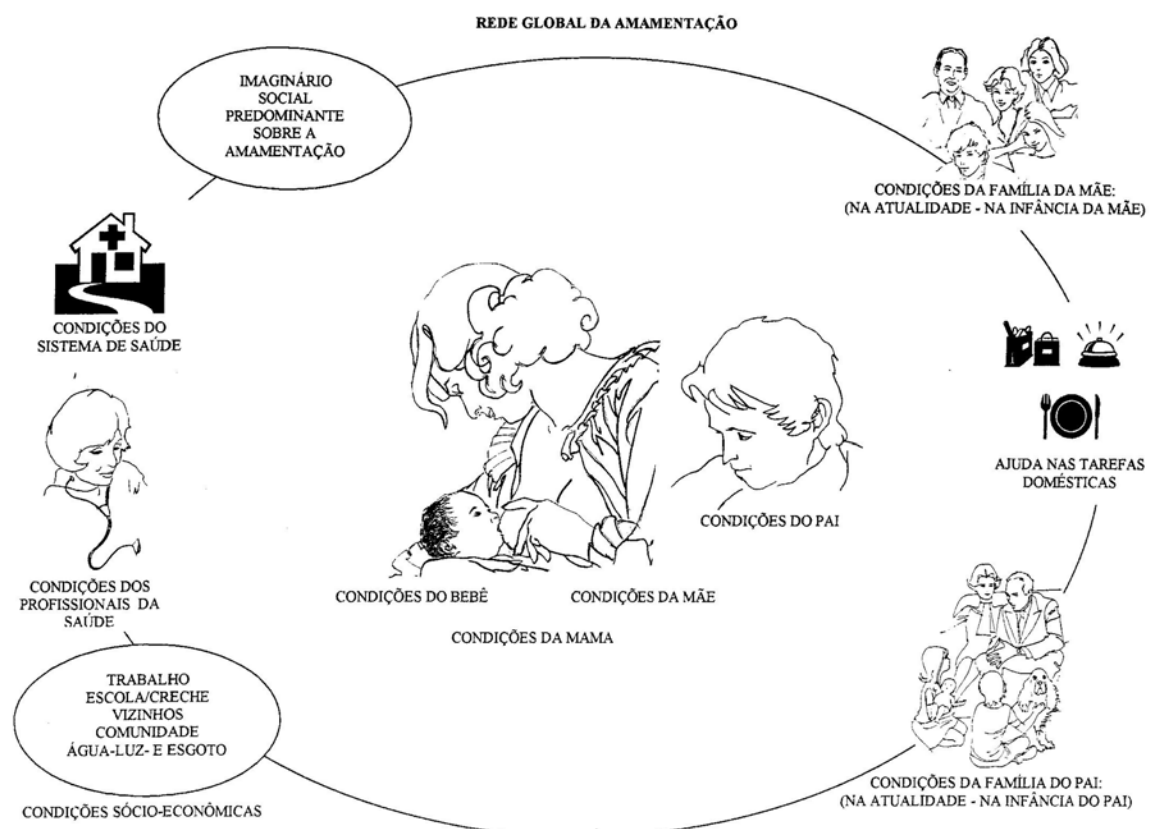 REDE GLOBAL DA AMAMENTAÇÃO
IMAGINÁRIO
SOCIAL
PREDOMINANTE
SOBRE A
AMAMENTAÇÃO
CONDIÇÕES DA FAMÍLIA DA MÃE:
(NA ATUALIDADE - NA INFÂNCIA DA MÃE)
CONDIÇÕES DO
SISTEMA DE SAÚDE
AJUDA NAS TAREFAS
DOMÉSTICAS
CONDIÇÕES DO PAI
CONDIÇÕES DO BEBÊ
CONDIÇÕES DA MÃE
CONDIÇÕES DA MAMA
CONDIÇÕES DOS
PROFISSIONAIS DA
SAÚDE
TRABALHO
ESCOLA/CRECHE
VIZINHOS
COMUNIDADE
ÁGUA-LUZ- E ESGOTO
CONDIÇÕES SÓCIO-ECONÔMICAS
CONDIÇÕES DA FAMÍLIA DO PAI:
(NA ATUALIDADE - NA INFÂNCIA DO PAI)